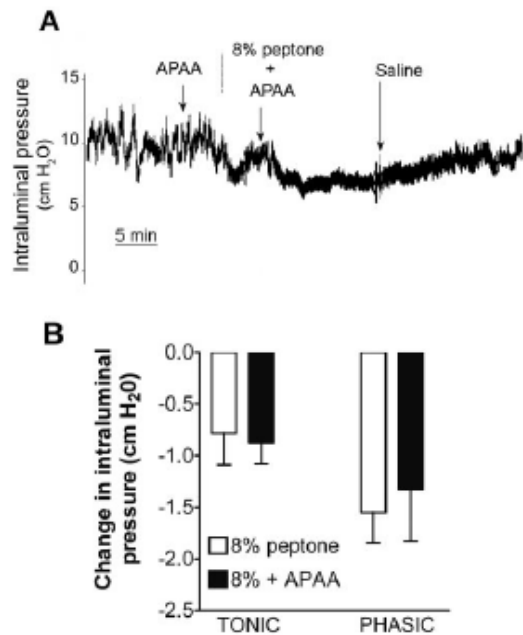 A
APAA
8% peptone
+
APAA
Saline
15
10
5
0
Intraluminal pressure
(cm H2O)
5 min
B
0.0
-0.5
-1.0
-1.5
-2.0
-2.5
Change in intraluminal
pressure (cm H20)
8% peptone
8% + APAA
TONIC
PHASIC